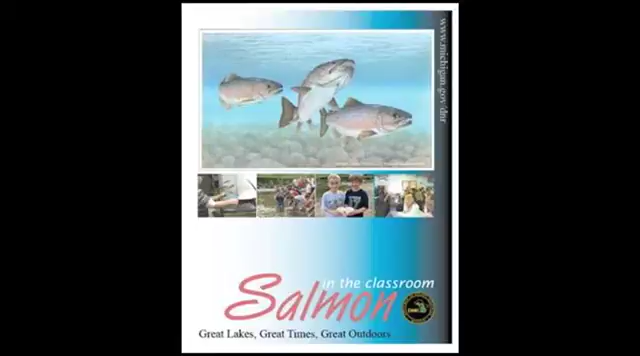 www.michigan.gov/dnr
in the classroom
Salmon
Great Lakes, Great Times, Great Outdoors